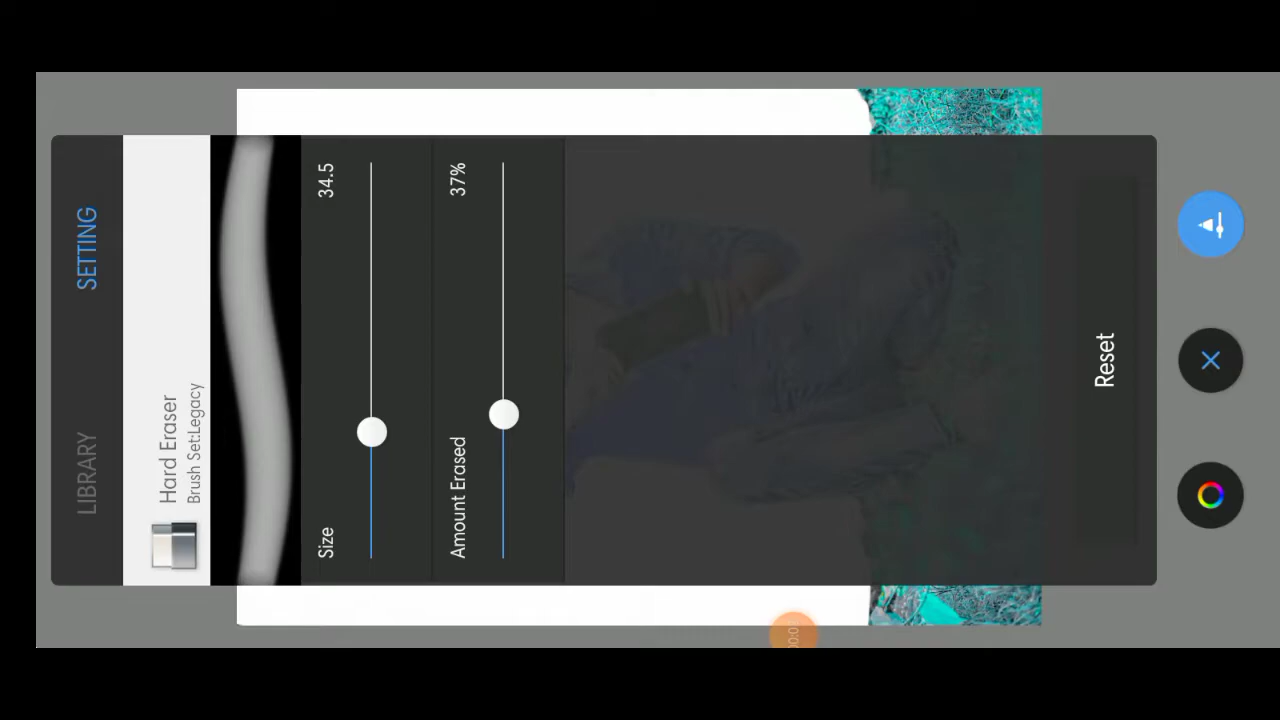 LIBRARY SETTING
Hard Eraser
Brush Set:Legacy
Size 34.5
Amount Erased 37%
Reset